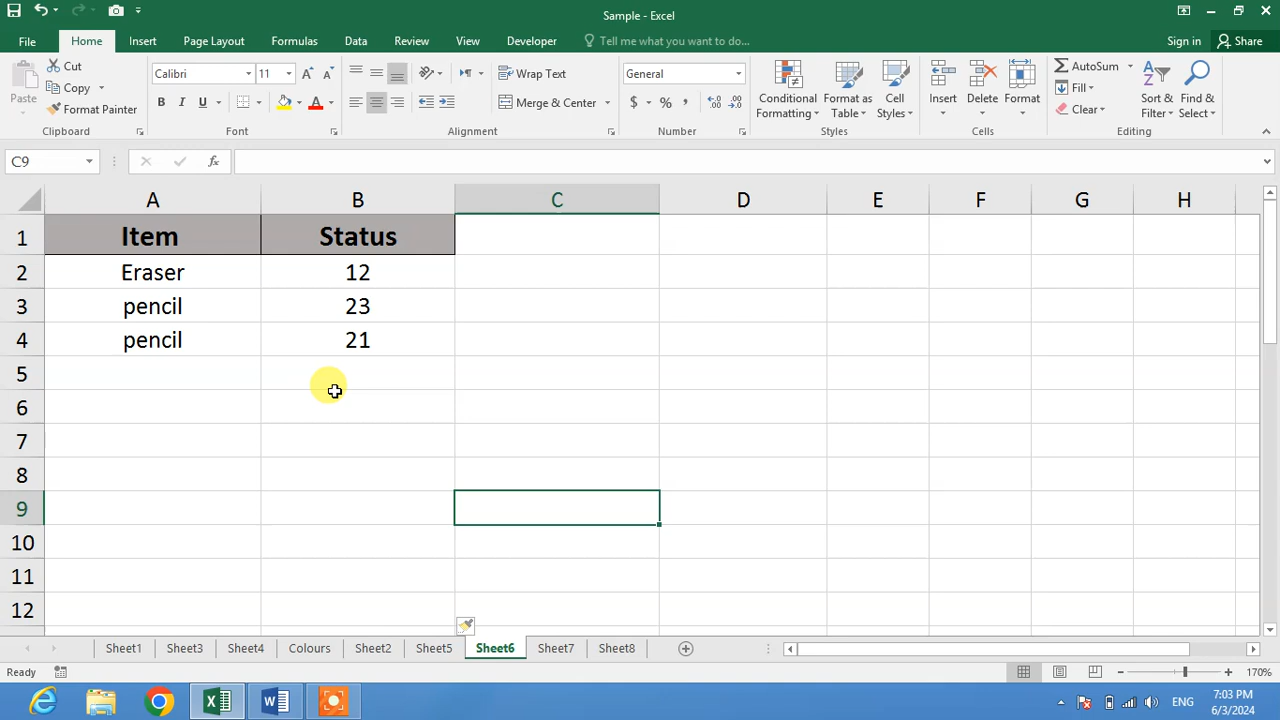 Sample - Excel
File Home Insert Page Layout Formulas Data Review View Developer Tell me what you want to do... Sign in Share
Paste
Cut
Copy
Format Painter
Clipboard
Calibri 11
B I U
Font
Wrap Text
Merge & Center
Alignment
General
$ % ,
Number
Conditional Formatting
Format as Table
Cell Styles
Styles
Insert Delete Format
Cells
AutoSum
Fill
Clear
Sort & Filter
Find & Select
Editing
C9 fx
A B C D E F G H
1 Item Status
2 Eraser 12
3 pencil 23
4 pencil 21
5
6
7
8
9
10
11
12
Sheet1 Sheet3 Sheet4 Colours Sheet2 Sheet5 Sheet6 Sheet7 Sheet8
Ready 170%
ENG
7:03 PM
6/3/2024